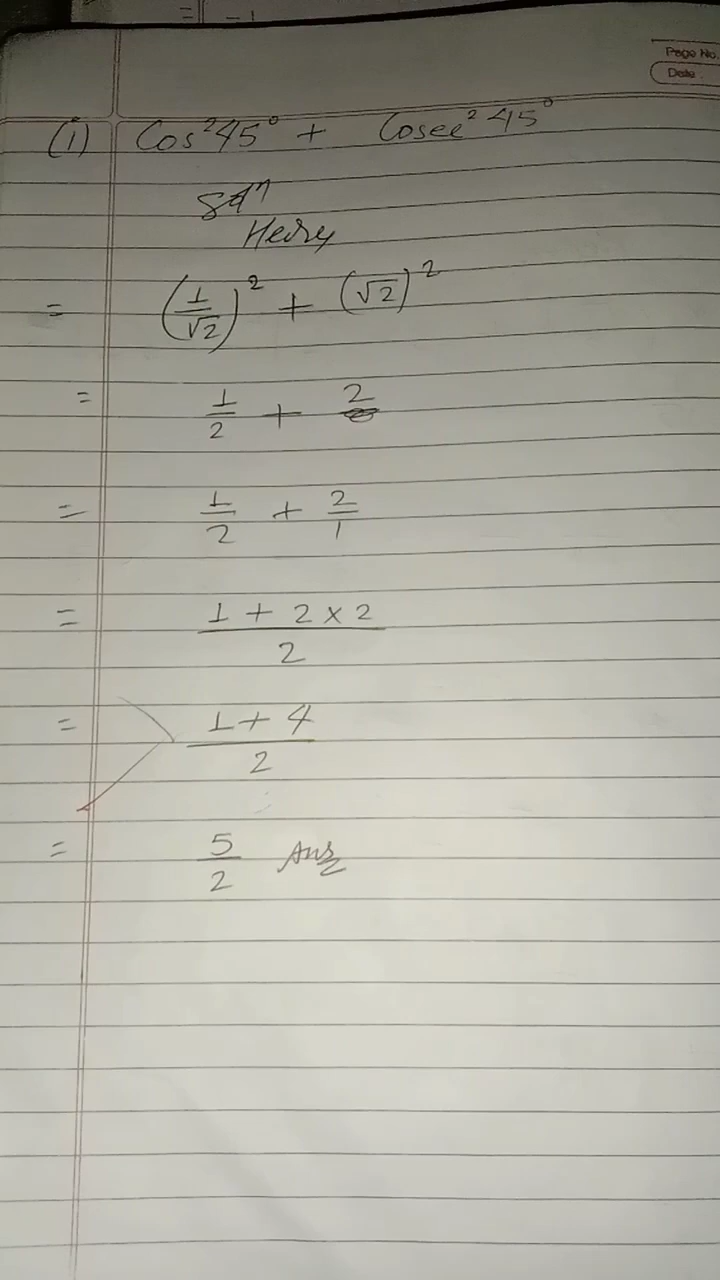 = -1
Page No.
Date
(i) Cos²45° + Cosec²45°
Sol^n
Here,
= (1/√2)² + (√2)²
= 1/2 + 2
= 1/2 + 2/1
= 1 + 2 × 2 / 2
= 1 + 4 / 2
= 5/2 Ans